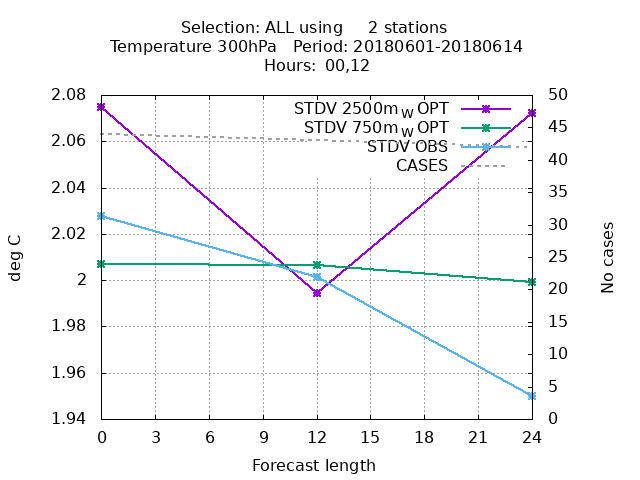 Selection: ALL using     2 stations
Temperature 300hPa   Period: 20180601-20180614
Hours:  00,12
STDV 2500m_W OPT
STDV 750m_W OPT
STDV OBS
CASES
2.08
2.06
2.04
2.02
2
1.98
1.96
1.94
deg C
50
45
40
35
30
25
20
15
10
5
0
No cases
0 3 6 9 12 15 18 21 24
Forecast length